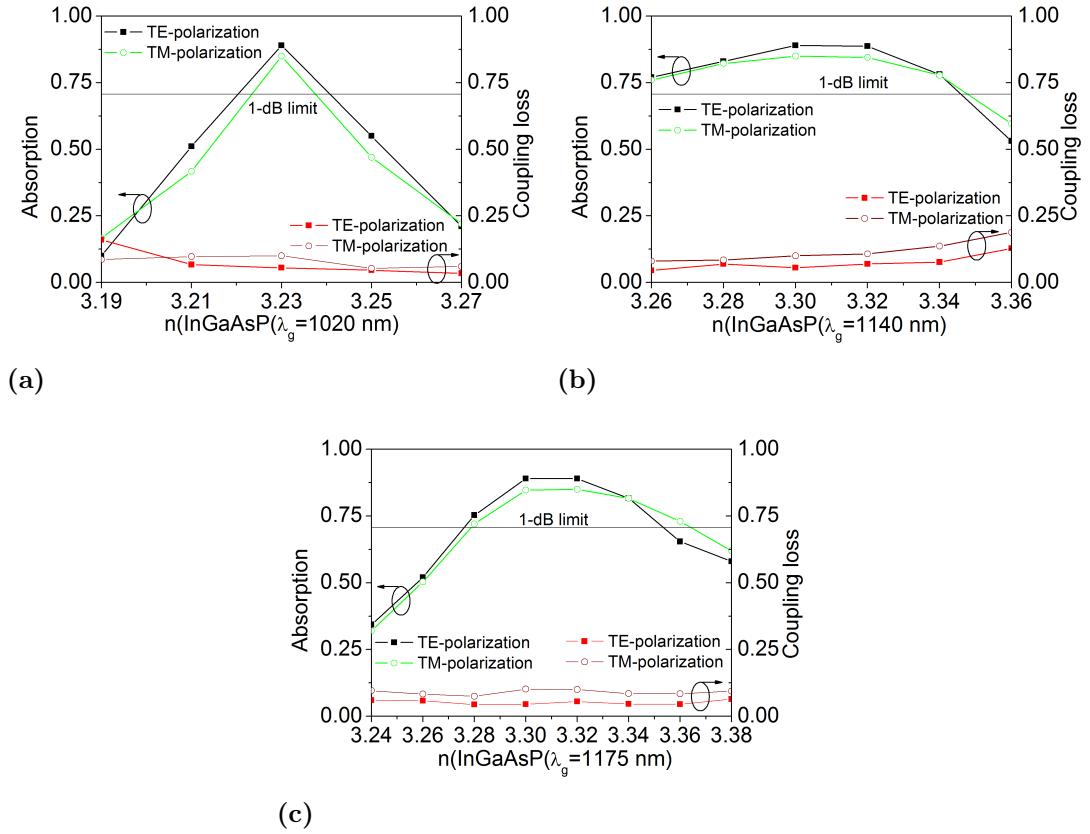 1.00
0.75
0.50
0.25
0.00
Absorption
TE-polarization
TM-polarization
1-dB limit
TE-polarization
TM-polarization
1.00
0.75
0.50
0.25
0.00
Coupling loss
3.19 3.21 3.23 3.25 3.27
n(InGaAsP(λg=1020 nm)
(a)
1.00
0.75
0.50
0.25
0.00
Absorption
1-dB limit
TE-polarization
TM-polarization
TE-polarization
TM-polarization
1.00
0.75
0.50
0.25
0.00
Coupling loss
3.26 3.28 3.30 3.32 3.34 3.36
n(InGaAsP(λg=1140 nm)
(b)
1.00
0.75
0.50
0.25
0.00
Absorption
1-dB limit
TE-polarization
TM-polarization
TE-polarization
TM-polarization
1.00
0.75
0.50
0.25
0.00
Coupling loss
3.24 3.26 3.28 3.30 3.32 3.34 3.36 3.38
n(InGaAsP(λg=1175 nm)
(c)